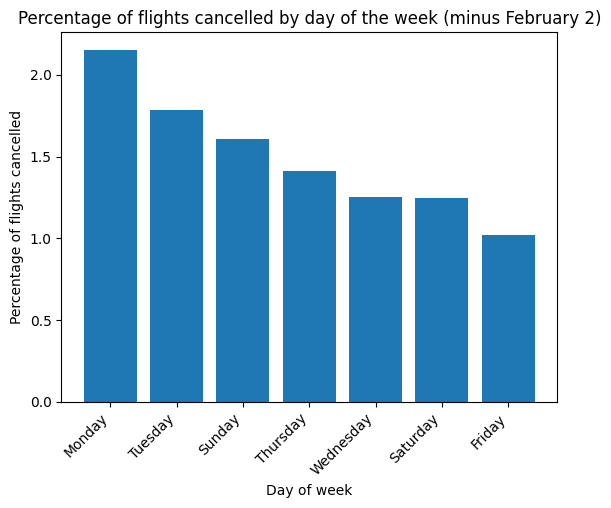 Percentage of flights cancelled by day of the week (minus February 2)
Percentage of flights cancelled
2.0
1.5
1.0
0.5
0.0
Monday
Tuesday
Sunday
Thursday
Wednesday
Saturday
Friday
Day of week